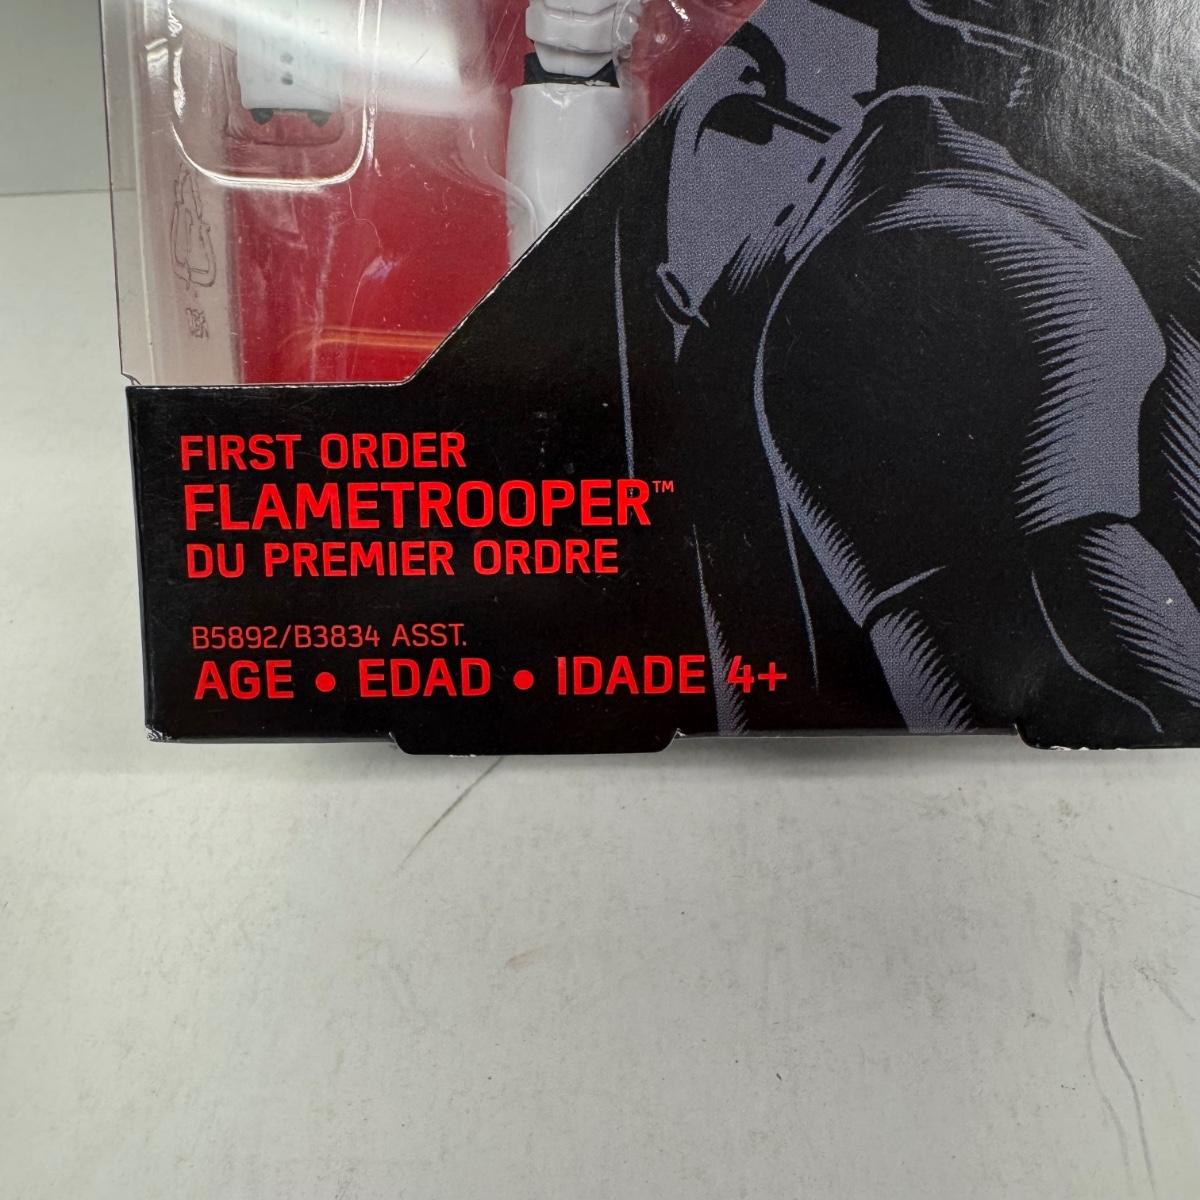 FIRST ORDER
FLAMETROOPER™
DU PREMIER ORDRE
B5892/B3834 ASST.
AGE • EDAD • IDADE 4+